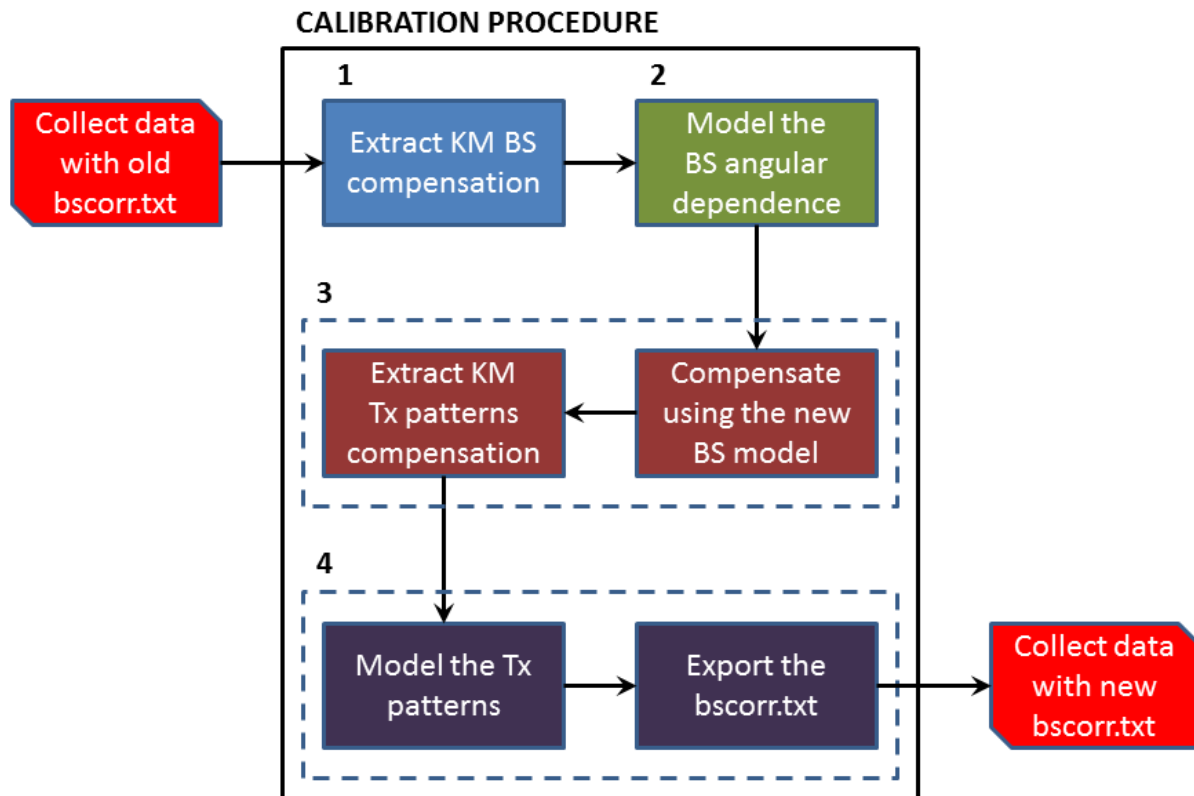 CALIBRATION PROCEDURE
1
2
Collect data
with old
bscorr.txt
Extract KM BS
compensation
Model the
BS angular
dependence
3
Extract KM
Tx patterns
compensation
Compensate
using the new
BS model
4
Model the Tx
patterns
Export the
bscorr.txt
Collect data
with new
bscorr.txt